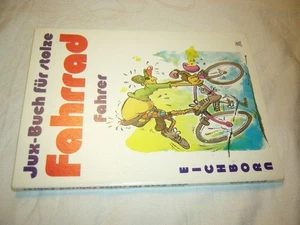 Jux-Buch für stolze
Fahrrad
Fahrer
EICHBORN